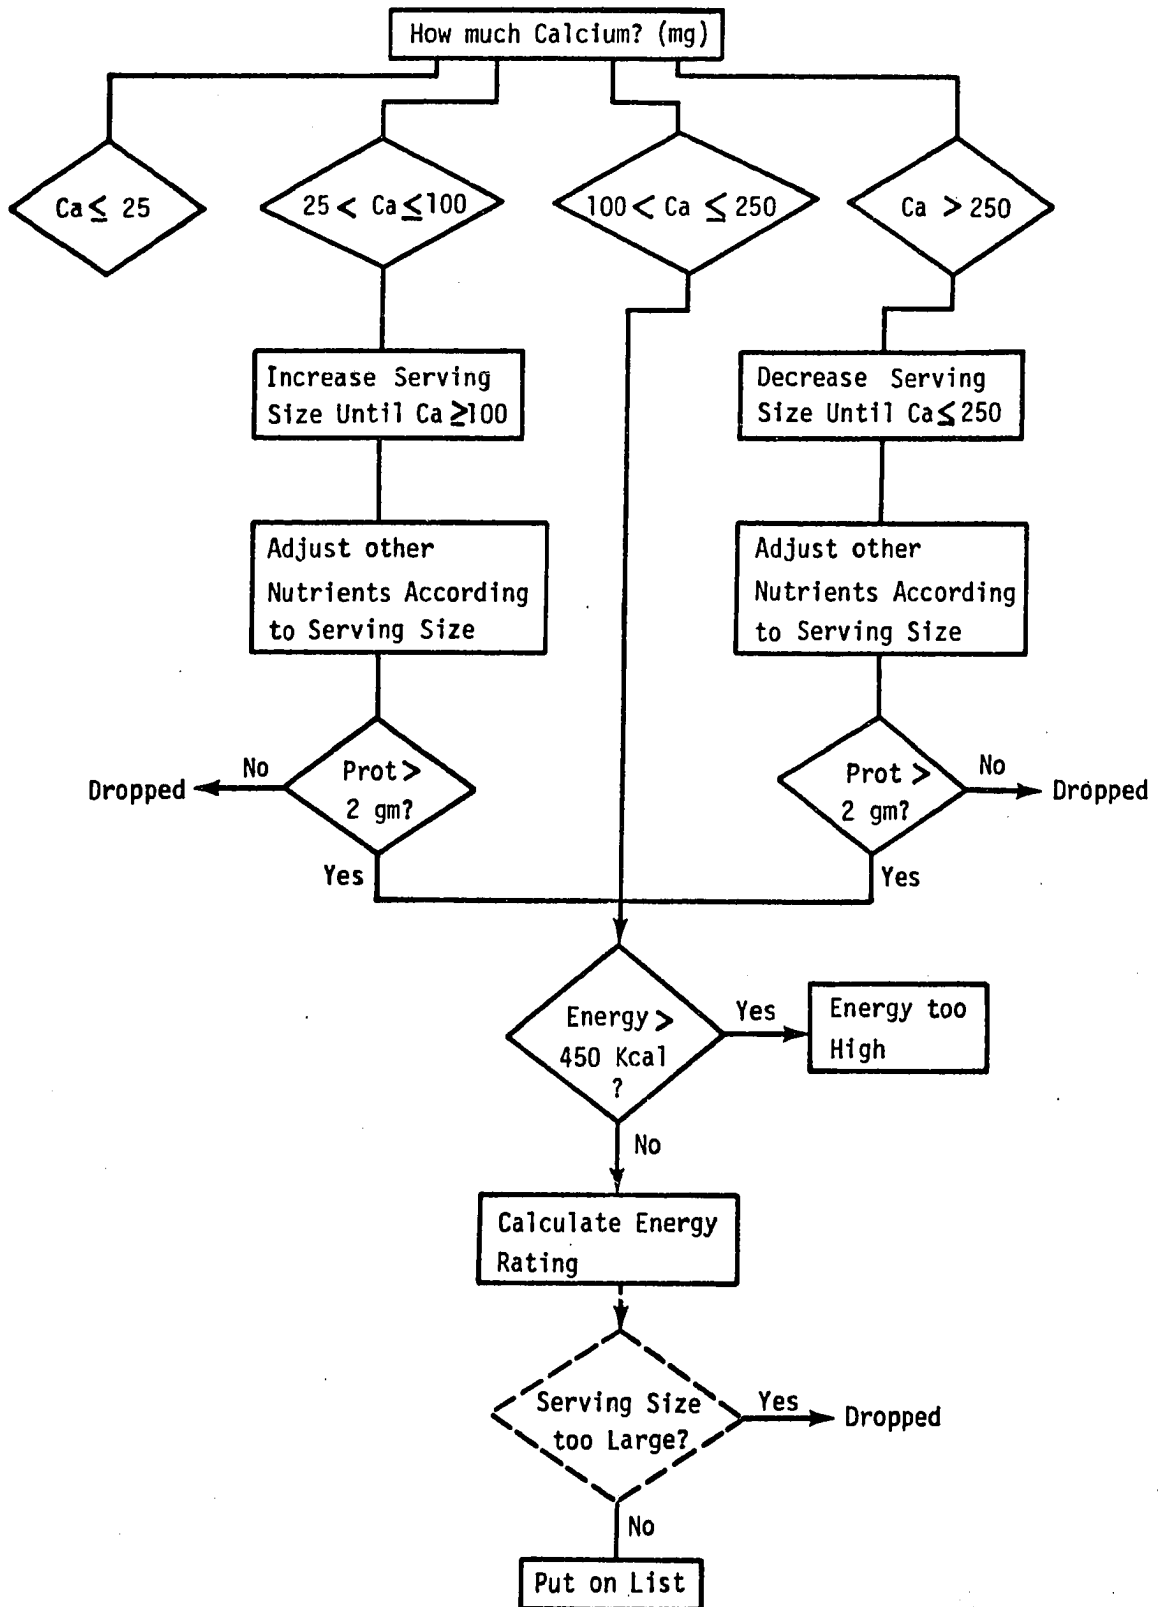 How much Calcium? (mg)
Ca ≤ 25
25 < Ca ≤100
100 < Ca ≤ 250
Ca > 250
Increase Serving
Size Until Ca ≥100
Decrease Serving
Size Until Ca ≤ 250
Adjust other
Nutrients According
to Serving Size
Adjust other
Nutrients According
to Serving Size
Prot >
2 gm?
No
Dropped
Yes
Prot >
2 gm?
No
Dropped
Yes
Energy >
450 Kcal
?
Yes
Energy too
High
No
Calculate Energy
Rating
Serving Size
too Large?
Yes
Dropped
No
Put on List